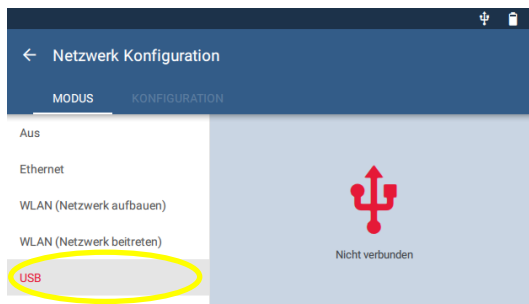 Netzwerk Konfiguration
MODUS KONFIGURATION
Aus
Ethernet
WLAN (Netzwerk aufbauen)
WLAN (Netzwerk beitreten)
USB
Nicht verbunden